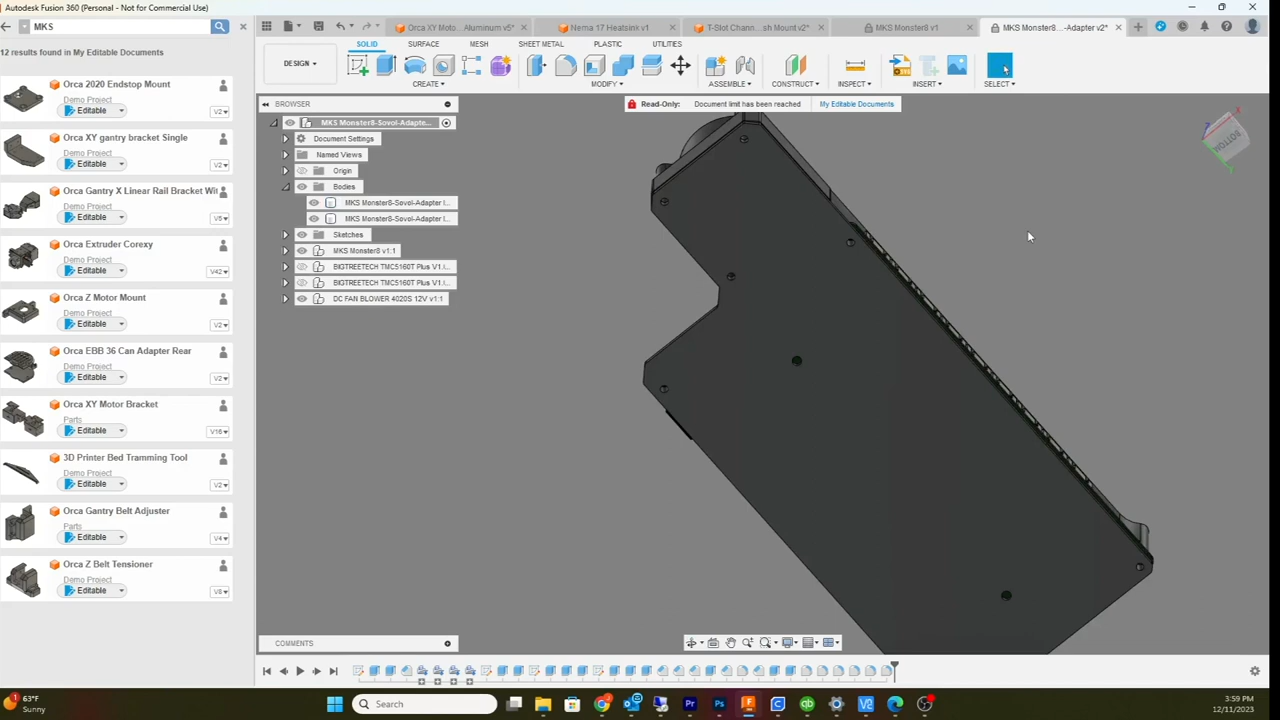 Autodesk Fusion 360 (Personal - Not for Commercial Use)
MKS
12 results found in My Editable Documents
Orca 2020 Endstop Mount
Demo Project
Editable
V2
Orca XY gantry bracket Single
Demo Project
Editable
V2
Orca Gantry X Linear Rail Bracket Wit
Demo Project
Editable
V5
Orca Extruder Corexy
Demo Project
Editable
V42
Orca Z Motor Mount
Demo Project
Editable
V2
Orca EBB 36 Can Adapter Rear
Demo Project
Editable
V2
Orca XY Motor Bracket
Parts
Editable
V16
3D Printer Bed Tramming Tool
Demo Project
Editable
V2
Orca Gantry Belt Adjuster
Parts
Editable
V4
Orca Z Belt Tensioner
Demo Project
Editable
V8
Orca XY Moto... Aluminum v5*
Nema 17 Heatsink v1
T-Slot Chann...sh Mount v2*
MKS Monster8 v1
MKS Monster8...-Adapter v2*
DESIGN
SOLID
SURFACE
MESH
SHEET METAL
PLASTIC
UTILITIES
CREATE
MODIFY
ASSEMBLE
CONSTRUCT
INSPECT
INSERT
SELECT
BROWSER
Read-Only: Document limit has been reached My Editable Documents
MKS Monster8-Sovol-Adapte...
Document Settings
Named Views
Origin
Bodies
MKS Monster8-Sovol-Adapter I...
MKS Monster8-Sovol-Adapter I...
Sketches
MKS Monster8 v1:1
BIGTREETECH TMC5160T Plus V1.(...
BIGTREETECH TMC5160T Plus V1.(...
DC FAN BLOWER 4020S 12V v1:1
BOTTOM
X
Z
Y
COMMENTS
63°F
Sunny
Search
3:59 PM
12/11/2023